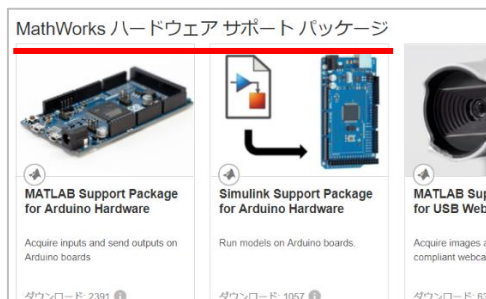 MathWorks ハードウェア サポート パッケージ
MATLAB Support Package
for Arduino Hardware
Acquire inputs and send outputs on
Arduino boards
ダウンロード: 2391
Simulink Support Package
for Arduino Hardware
Run models on Arduino boards.
ダウンロード: 1057
MATLAB Sup
for USB Web
Acquire images a
compliant webca
ダウンロード: 63